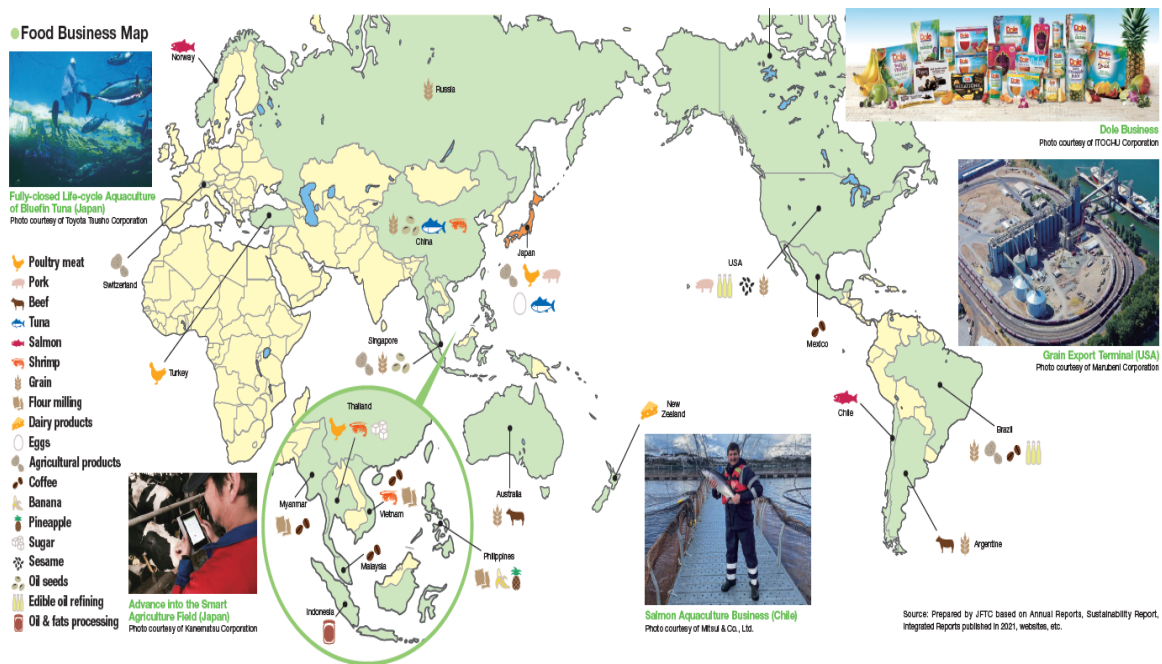 Food Business Map
Fully-closed Life-cycle Aquaculture
of Bluefin Tuna (Japan)
Photo courtesy of Toyota Tsusho Corporation
Poultry meat
Pork
Beef
Tuna
Salmon
Shrimp
Grain
Flour milling
Dairy products
Eggs
Agricultural products
Coffee
Banana
Pineapple
Sugar
Sesame
Oil seeds
Edible oil refining
Oil & fats processing
Advance into the Smart
Agriculture Field (Japan)
Photo courtesy of Kanematsu Corporation
Norway
Russia
Switzerland
Turkey
China
Japan
Singapore
Thailand
Myanmar
Vietnam
Malaysia
Indonesia
Philippines
Australia
New
Zealand
USA
Mexico
Chile
Brazil
Argentine
Dole
Dole Business
Photo courtesy of ITOCHU Corporation
Grain Export Terminal (USA)
Photo courtesy of Marubeni Corporation
Salmon Aquaculture Business (Chile)
Photo courtesy of Mitsui & Co., Ltd.
Source: Prepared by JFTC based on Annual Reports, Sustainability Report,
Integrated Reports published in 2021, websites, etc.